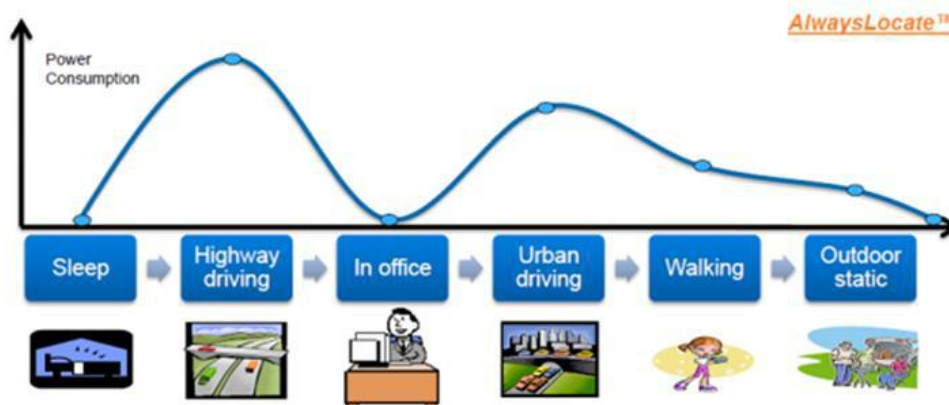 AlwaysLocate™
Power
Consumption
Sleep
Highway
driving
In office
Urban
driving
Walking
Outdoor
static